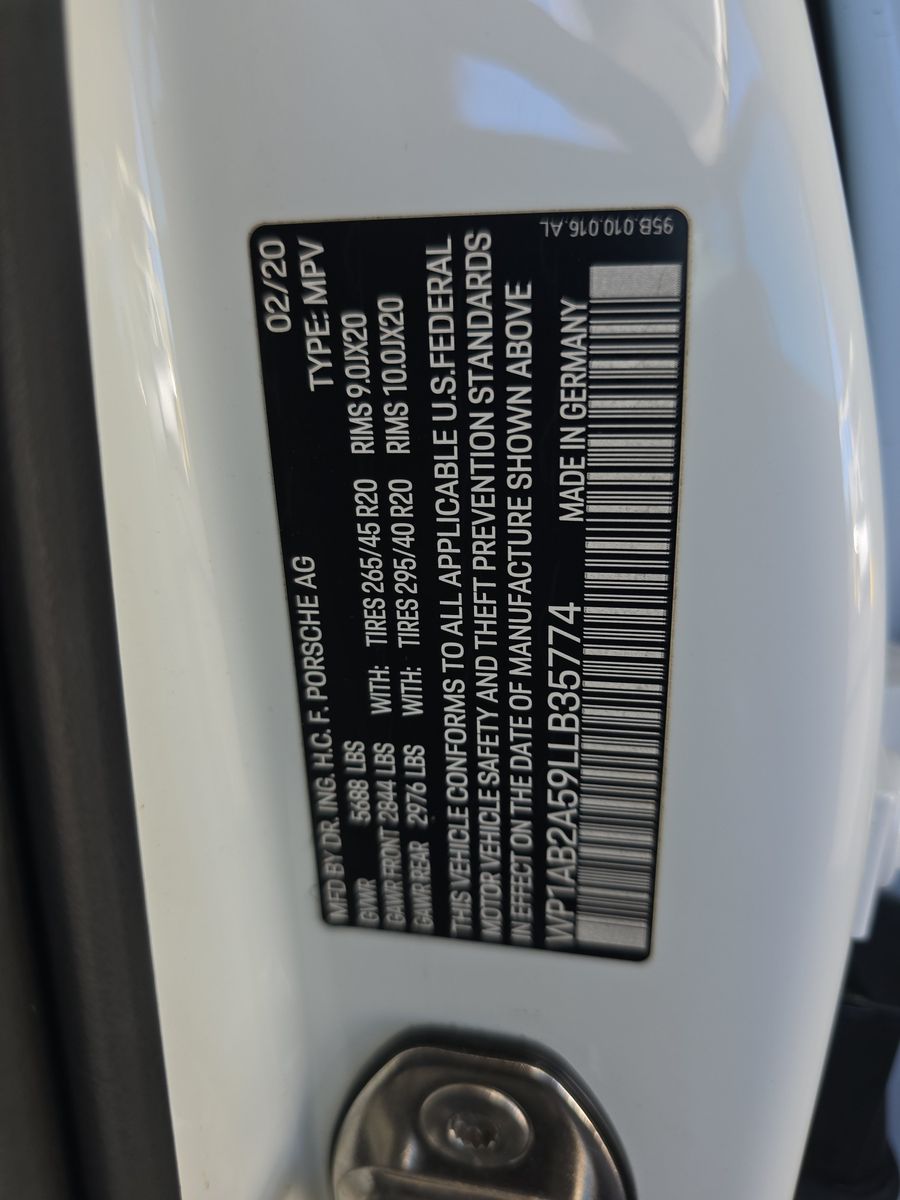 MFD BY DR. ING. H.C. F. PORSCHE AG 02/20
GVWR 5688 LBS TYPE: MPV
GAWR FRONT 2844 LBS WITH: TIRES 265/45 R20 RIMS 9.0JX20
GAWR REAR 2976 LBS WITH: TIRES 295/40 R20 RIMS 10.0JX20
THIS VEHICLE CONFORMS TO ALL APPLICABLE U.S. FEDERAL
MOTOR VEHICLE SAFETY AND THEFT PREVENTION STANDARDS
IN EFFECT ON THE DATE OF MANUFACTURE SHOWN ABOVE
WP1AB2A59LLB35774 MADE IN GERMANY
95B.010.016.AL